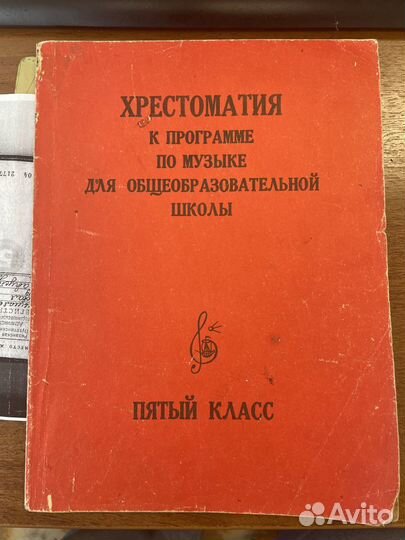 ХРЕСТОМАТИЯ
К ПРОГРАММЕ
ПО МУЗЫКЕ
ДЛЯ ОБЩЕОБРАЗОВАТЕЛЬНОЙ
ШКОЛЫ
ПЯТЫЙ КЛАСС
Avito